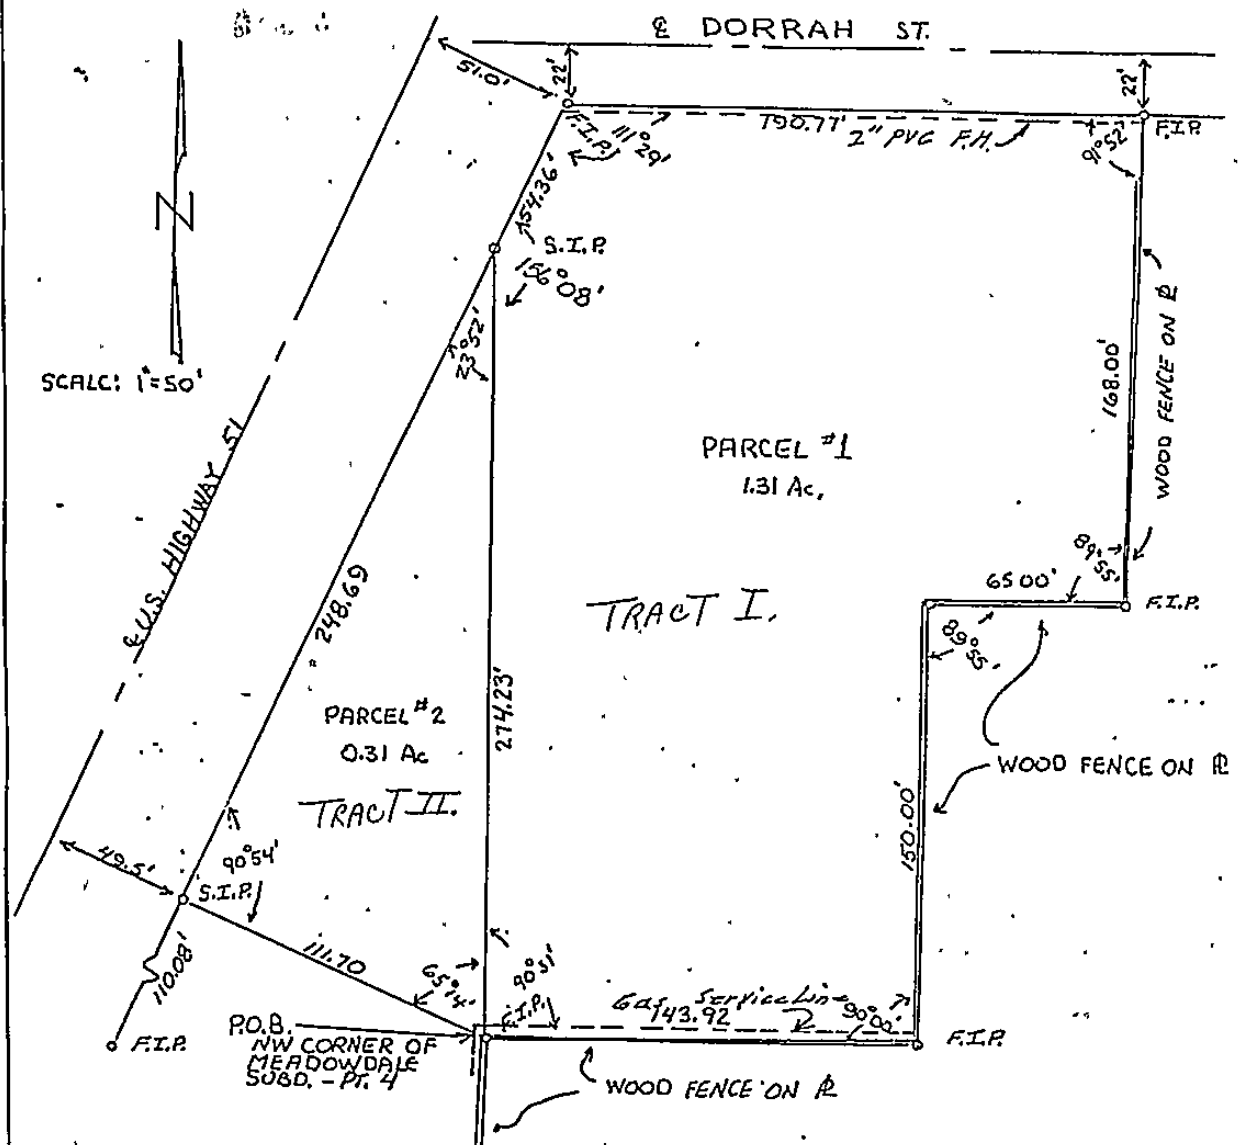 ℄ DORRAH ST.
51.0'
22'
22'
F.I.P.
111°29'
190.77'
2" PVC F.H.
91°52'
F.I.P.
54.36'
S.I.P.
156°08'
23°52'
N
SCALE: 1"=50'
℄ U.S. HIGHWAY 51
248.69
PARCEL #1
1.31 Ac.
TRACT I.
168.00'
WOOD FENCE ON ⅊
89°55'
65.00'
F.I.P.
89°55'
274.23'
PARCEL #2
0.31 Ac
TRACT II.
WOOD FENCE ON ⅊
150.00'
49.5'
S.I.P.
90°54'
110.08'
111.70
65°14'
90°51'
F.I.P.
Gas Service Line
143.92
90°00'
F.I.P.
F.I.P.
P.O.B.
NW CORNER OF
MEADOWDALE
SUBD. - PT. 4
WOOD FENCE ON ⅊